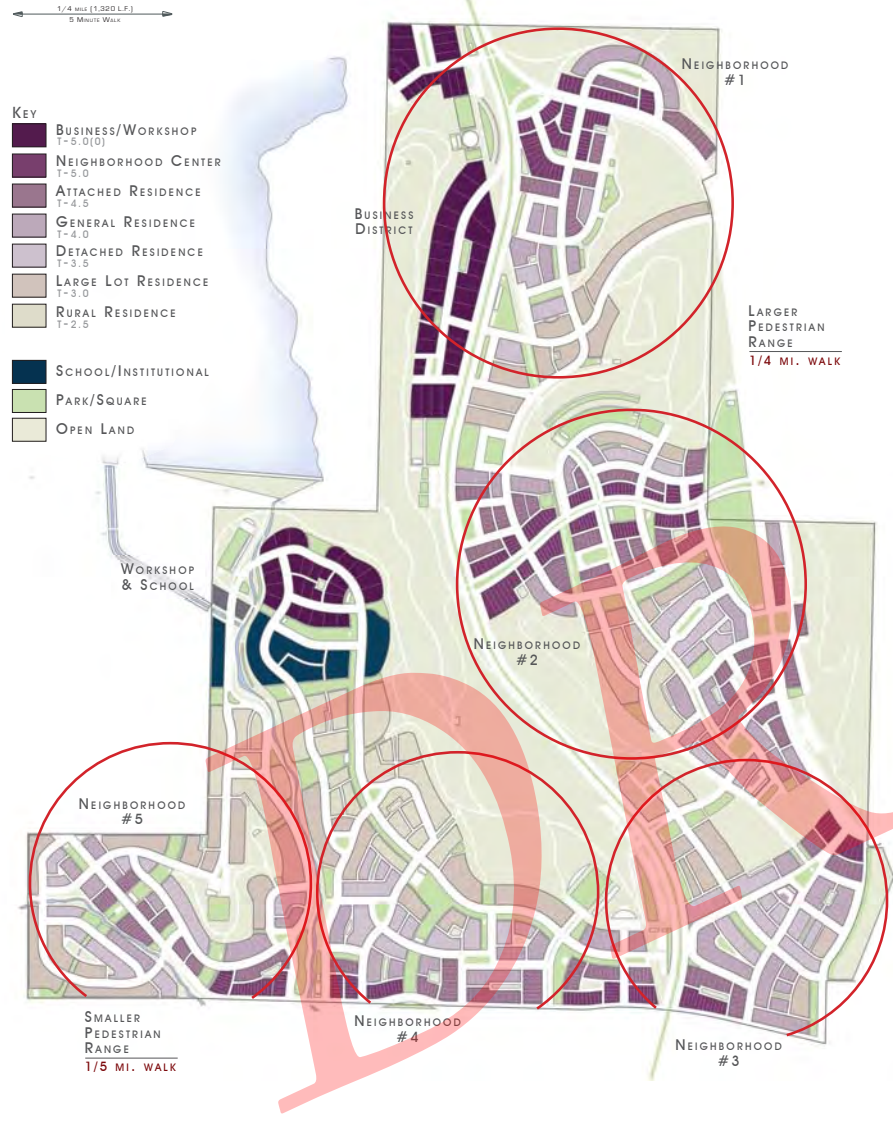 1/4 mile (1,320 L.F.)
5 Minute Walk
Key
Business/Workshop
T-5.0(0)
Neighborhood Center
T-5.0
Attached Residence
T-4.5
General Residence
T-4.0
Detached Residence
T-3.5
Large Lot Residence
T-3.0
Rural Residence
T-2.5
School/Institutional
Park/Square
Open Land
Neighborhood
#1
Business
District
Larger
Pedestrian
Range
1/4 mi. walk
Workshop
& School
Neighborhood
#2
Neighborhood
#5
Smaller
Pedestrian
Range
1/5 mi. walk
Neighborhood
#4
Neighborhood
#3
DR